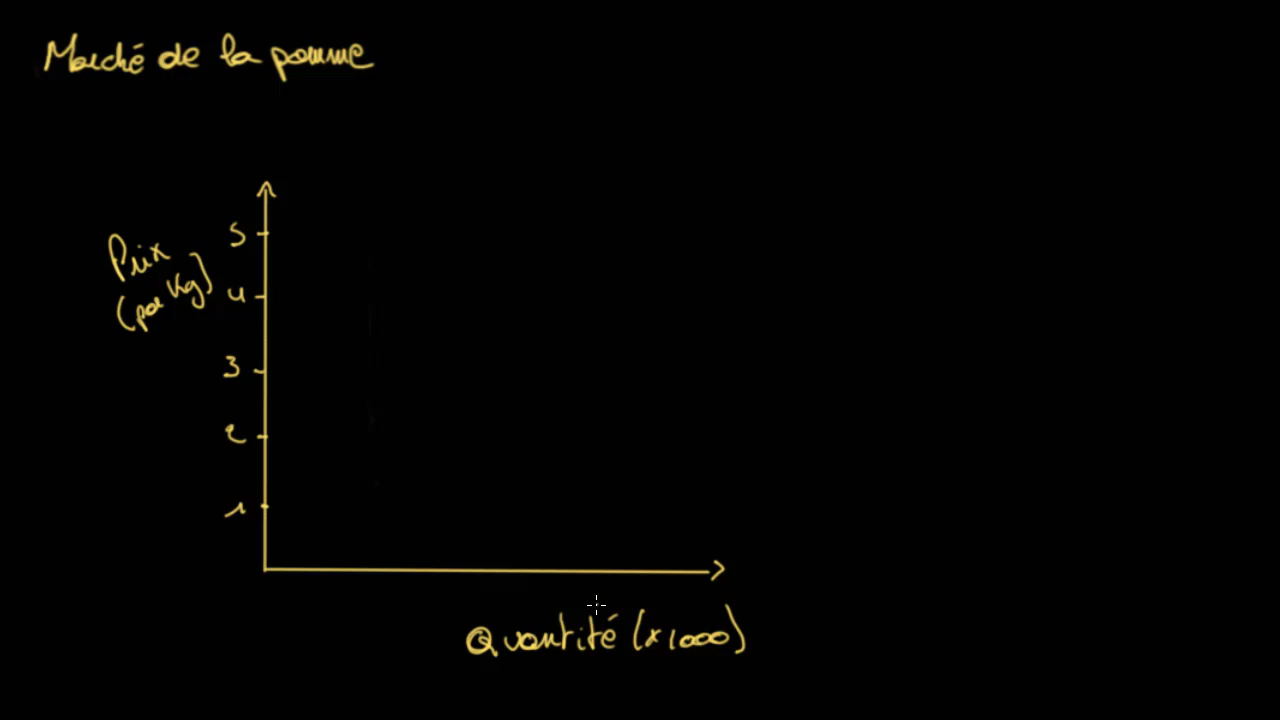 Marché de la pomme
5
Prix
(par Kg)
4
3
2
1
Quantité (x1000)